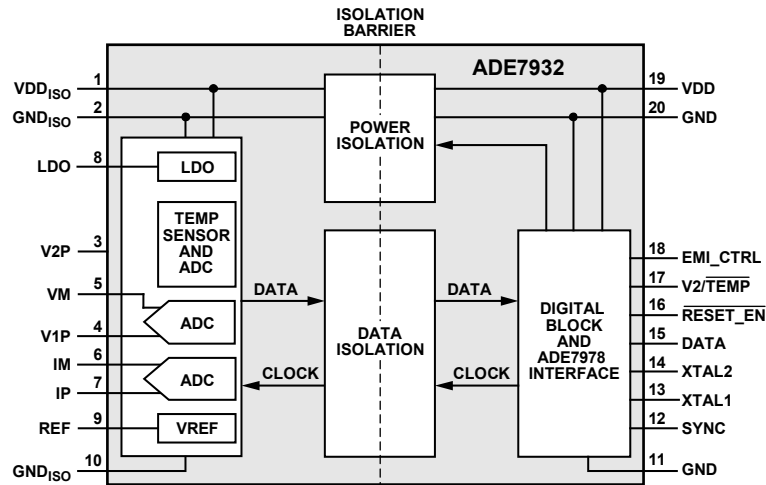 ISOLATION
BARRIER
ADE7932
1
VDDISO
2
GNDISO
8
LDO
3
V2P
5
VM
4
V1P
6
IM
7
IP
9
REF
10
GNDISO
LDO
TEMP
SENSOR
AND
ADC
ADC
ADC
VREF
POWER
ISOLATION
DATA
CLOCK
DATA
ISOLATION
DATA
CLOCK
DIGITAL
BLOCK
AND
ADE7978
INTERFACE
19
VDD
20
GND
18
EMI_CTRL
17
V2/TEMP
16
RESET_EN
15
DATA
14
XTAL2
13
XTAL1
12
SYNC
11
GND